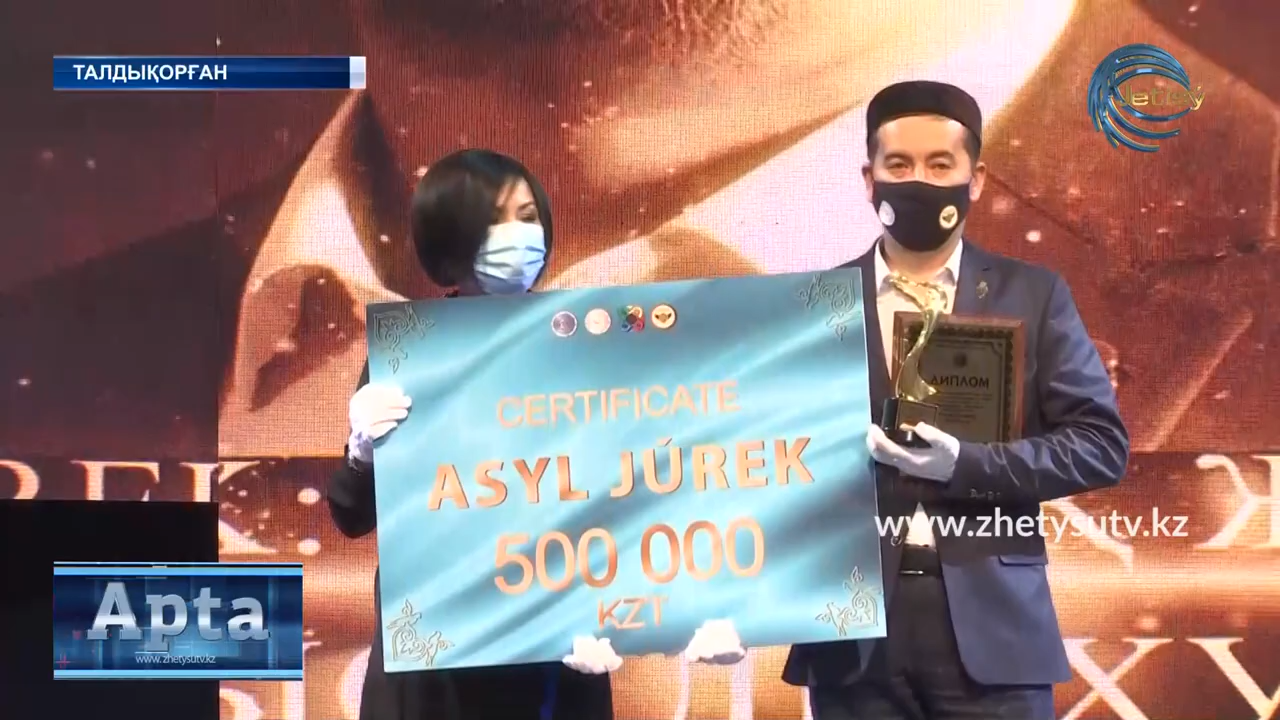 ТАЛДЫҚОРҒАН
Jetisý
CERTIFICATE
ASYL JÚREK
500 000
KZT
ДИПЛОМ
www.zhetysutv.kz
Apta
www.zhetysutv.kz